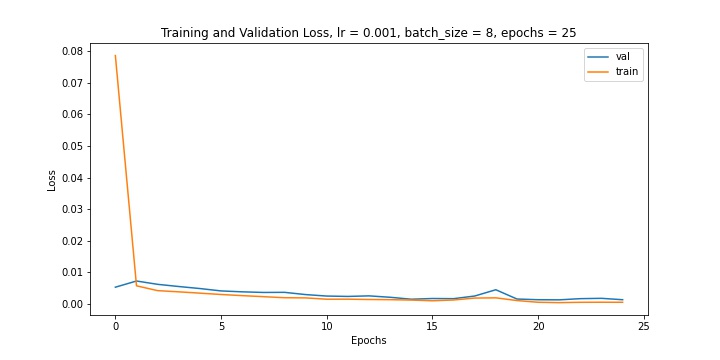 Training and Validation Loss, lr = 0.001, batch_size = 8, epochs = 25
val
train
0.08
0.07
0.06
0.05
0.04
0.03
0.02
0.01
0.00
Loss
0 5 10 15 20 25
Epochs